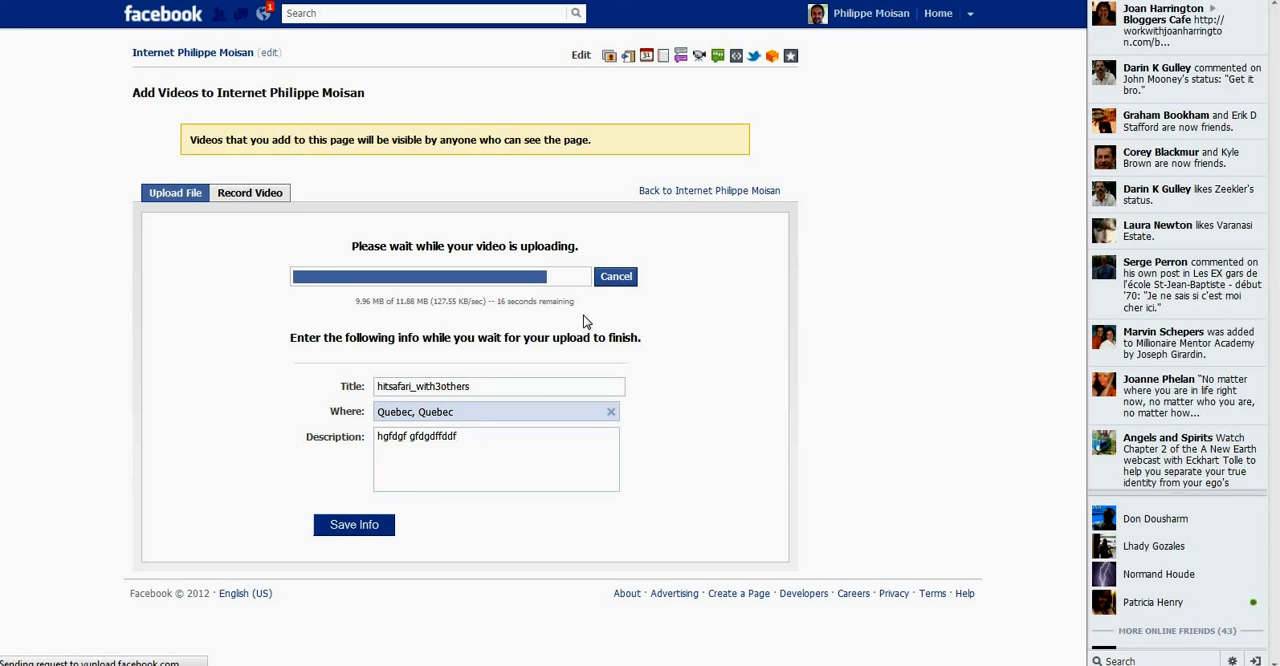 facebook
1
Search
Philippe Moisan
Home
Internet Philippe Moisan (edit)
Edit
31
Add Videos to Internet Philippe Moisan
Videos that you add to this page will be visible by anyone who can see the page.
Upload File
Record Video
Back to Internet Philippe Moisan
Please wait while your video is uploading.
Cancel
9.96 MB of 11.88 MB (127.55 KB/sec) -- 16 seconds remaining
Enter the following info while you wait for your upload to finish.
Title: hitsafari_with3others
Where: Quebec, Quebec
Description: hgfdgf gfdgdffddf
Save Info
Facebook © 2012 · English (US)
About · Advertising · Create a Page · Developers · Careers · Privacy · Terms · Help
Sending request to vupload.facebook.com
Joan Harrington
Bloggers Cafe http://
workwithjoanharringto
n.com/b...
Darin K Gulley commented on
John Mooney's status: "Get it
bro."
Graham Bookham and Erik D
Stafford are now friends.
Corey Blackmur and Kyle
Brown are now friends.
Darin K Gulley likes Zeekler's
status.
Laura Newton likes Varanasi
Estate.
Serge Perron commented on
his own post in Les EX gars de
l'école St-Jean-Baptiste - début
'70: "Je ne sais si c'est moi
cher ici."
Marvin Schepers was added
to Millionaire Mentor Academy
by Joseph Girardin.
Joanne Phelan "No matter
where you are in life right
now, no matter who you are,
no matter how...
Angels and Spirits Watch
Chapter 2 of the A New Earth
webcast with Eckhart Tolle to
help you separate your true
identity from your ego's
Don Dousharm
Lhady Gozales
Normand Houde
Patricia Henry
MORE ONLINE FRIENDS (43)
Search